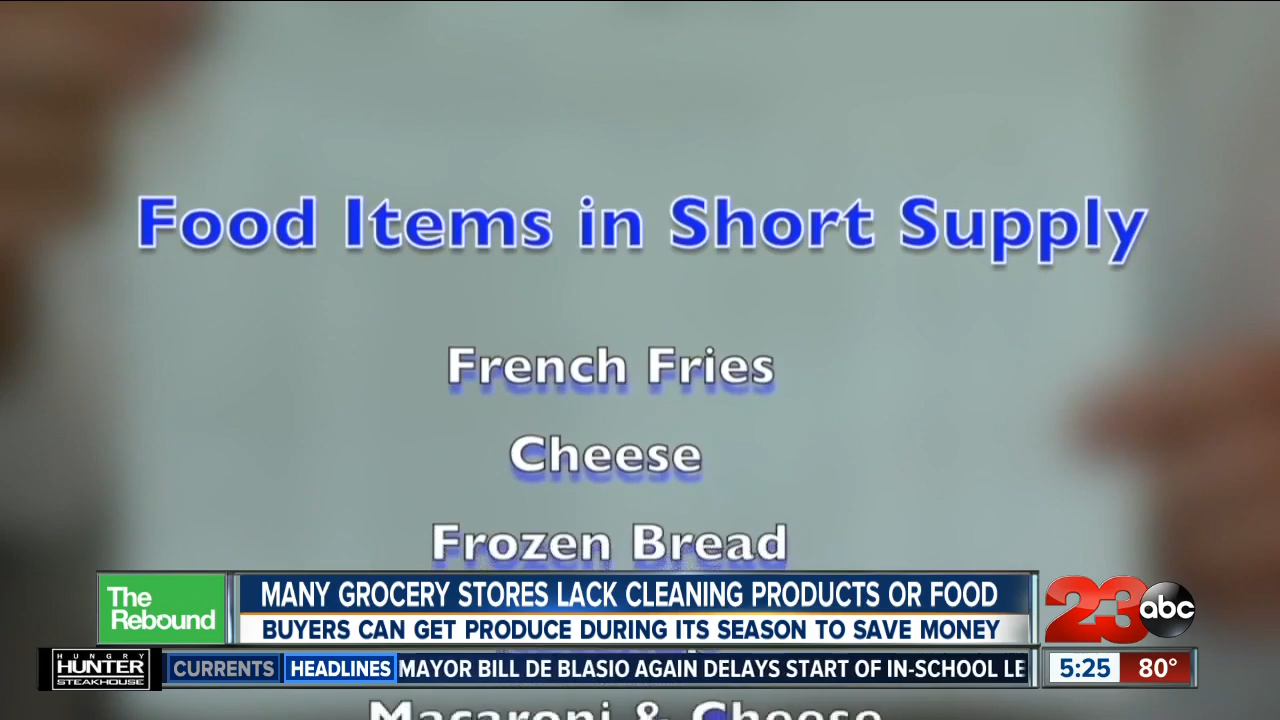 Food Items in Short Supply
French Fries
Cheese
Frozen Bread
The
Rebound
MANY GROCERY STORES LACK CLEANING PRODUCTS OR FOOD
BUYERS CAN GET PRODUCE DURING ITS SEASON TO SAVE MONEY
23 abc
HUNGRY
HUNTER
STEAKHOUSE
CURRENTS
HEADLINES
MAYOR BILL DE BLASIO AGAIN DELAYS START OF IN-SCHOOL LE
5:25
80°
Macaroni & Cheese